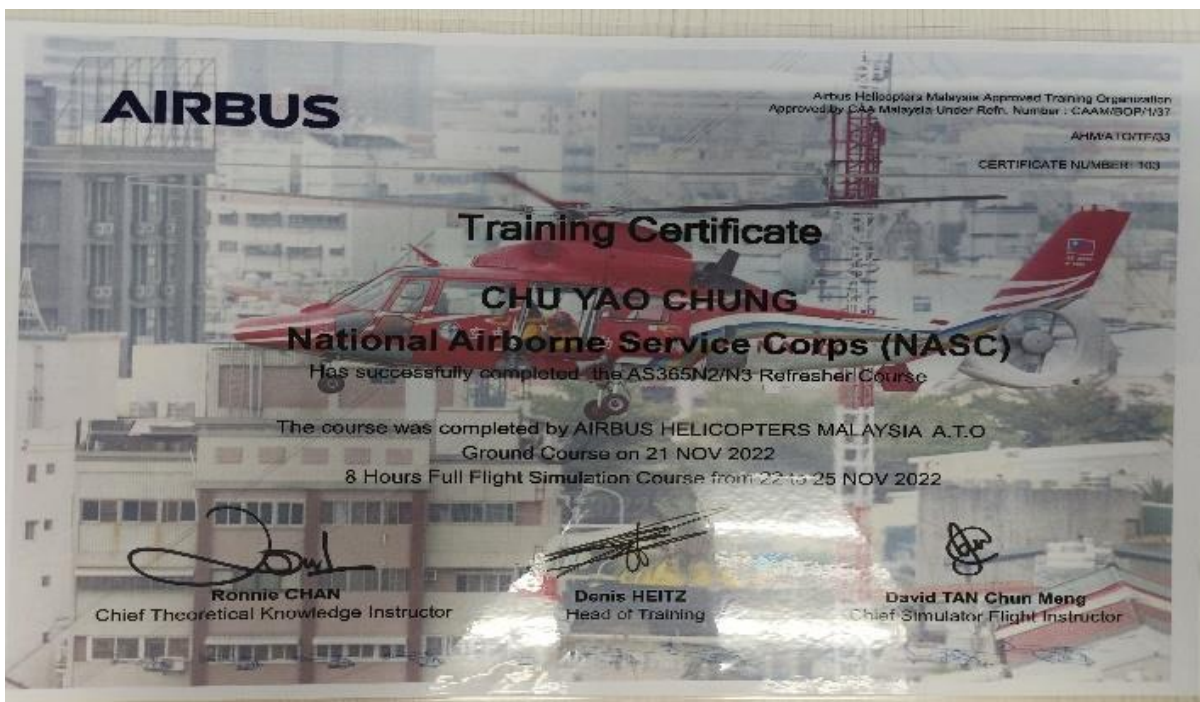 AIRBUS
Airbus Helicopters Malaysia Approved Training Organization
Approved by CAA Malaysia Under Refn. Number : CAAM/BOP/1/37
AHM/ATO/TF/33
CERTIFICATE NUMBER: 103
Training Certificate
CHU YAO CHUNG
National Airborne Service Corps (NASC)
Has successfully completed the AS365N2/N3 Refresher Course
The course was completed by AIRBUS HELICOPTERS MALAYSIA A.T.O
Ground Course on 21 NOV 2022
8 Hours Full Flight Simulation Course from 22 to 25 NOV 2022
Ronnie CHAN
Chief Theoretical Knowledge Instructor
Denis HEITZ
Head of Training
David TAN Chun Meng
Chief Simulator Flight Instructor